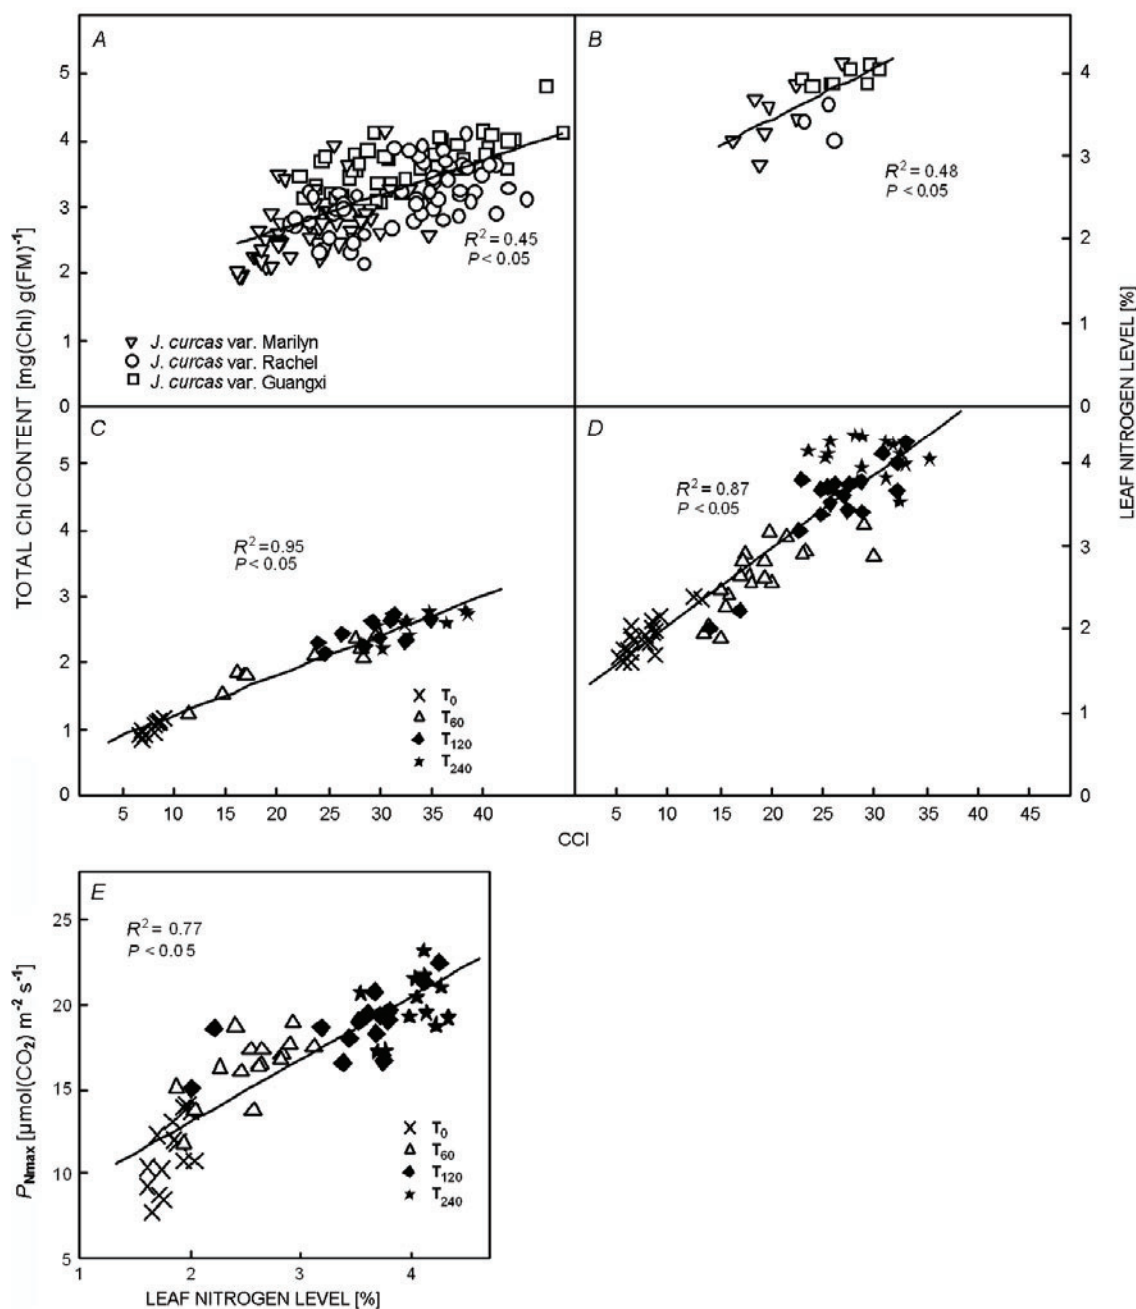 A
5
4
3
2
1
0
R² = 0.45
P < 0.05
J. curcas var. Marilyn
J. curcas var. Rachel
J. curcas var. Guangxi
B
4
3
2
1
0
R² = 0.48
P < 0.05
TOTAL Chl CONTENT [mg(Chl) g(FM)⁻¹]
LEAF NITROGEN LEVEL [%]
C
5
4
3
2
1
0
R² = 0.95
P < 0.05
T₀
T₆₀
T₁₂₀
T₂₄₀
5 10 15 20 25 30 35 40
D
4
3
2
1
0
R² = 0.87
P < 0.05
5 10 15 20 25 30 35 40 45
CCI
E
25
20
15
10
5
R² = 0.77
P < 0.05
T₀
T₆₀
T₁₂₀
T₂₄₀
P_Nmax [µmol(CO₂) m⁻² s⁻¹]
1 2 3 4
LEAF NITROGEN LEVEL [%]